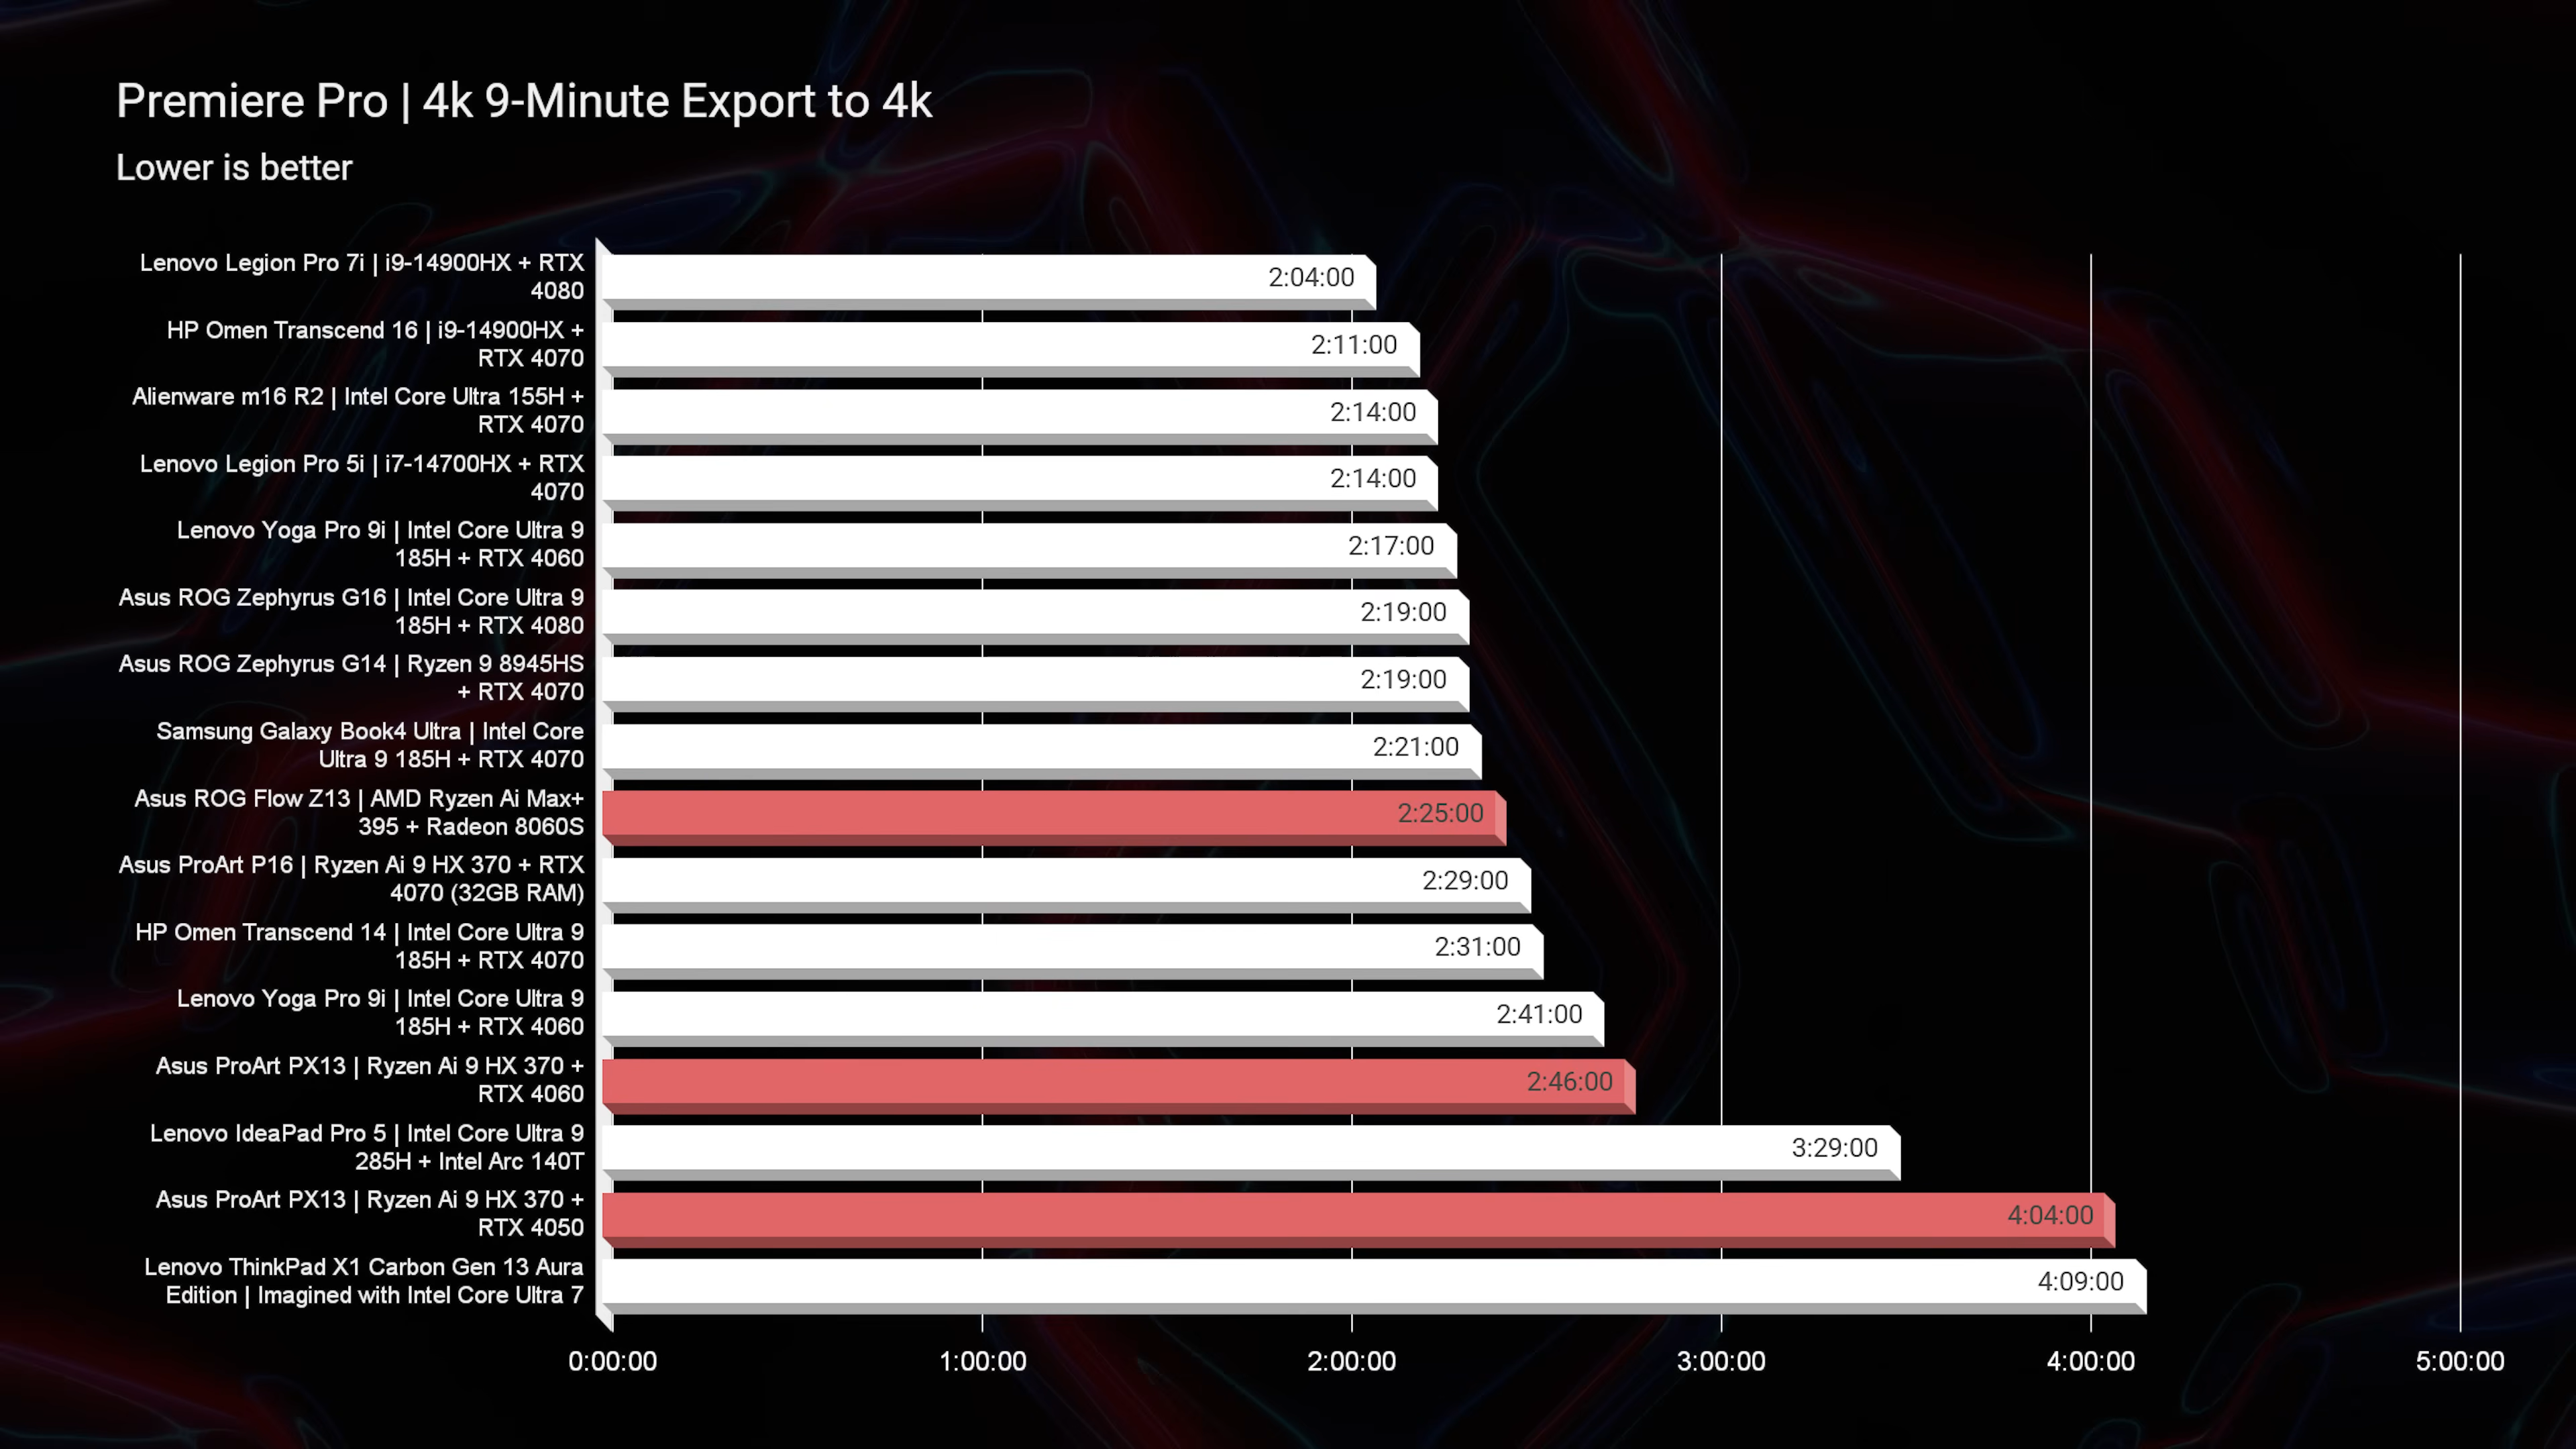 Premiere Pro | 4k 9-Minute Export to 4k
Lower is better
Lenovo Legion Pro 7i | i9-14900HX + RTX
4080
2:04:00
HP Omen Transcend 16 | i9-14900HX +
RTX 4070
2:11:00
Alienware m16 R2 | Intel Core Ultra 155H +
RTX 4070
2:14:00
Lenovo Legion Pro 5i | i7-14700HX + RTX
4070
2:14:00
Lenovo Yoga Pro 9i | Intel Core Ultra 9
185H + RTX 4060
2:17:00
Asus ROG Zephyrus G16 | Intel Core Ultra 9
185H + RTX 4080
2:19:00
Asus ROG Zephyrus G14 | Ryzen 9 8945HS
+ RTX 4070
2:19:00
Samsung Galaxy Book4 Ultra | Intel Core
Ultra 9 185H + RTX 4070
2:21:00
Asus ROG Flow Z13 | AMD Ryzen Ai Max+
395 + Radeon 8060S
2:25:00
Asus ProArt P16 | Ryzen Ai 9 HX 370 + RTX
4070 (32GB RAM)
2:29:00
HP Omen Transcend 14 | Intel Core Ultra 9
185H + RTX 4070
2:31:00
Lenovo Yoga Pro 9i | Intel Core Ultra 9
185H + RTX 4060
2:41:00
Asus ProArt PX13 | Ryzen Ai 9 HX 370 +
RTX 4060
2:46:00
Lenovo IdeaPad Pro 5 | Intel Core Ultra 9
285H + Intel Arc 140T
3:29:00
Asus ProArt PX13 | Ryzen Ai 9 HX 370 +
RTX 4050
4:04:00
Lenovo ThinkPad X1 Carbon Gen 13 Aura
Edition | Imagined with Intel Core Ultra 7
4:09:00
0:00:00 1:00:00 2:00:00 3:00:00 4:00:00 5:00:00